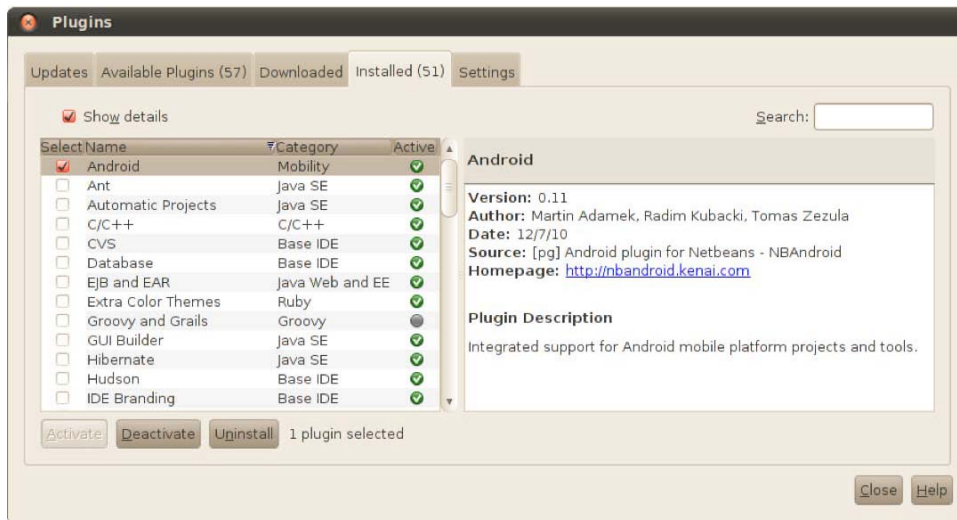 Plugins
Updates Available Plugins (57) Downloaded Installed (51) Settings
Show details Search:
Select Name Category Active
Android Mobility
Ant Java SE
Automatic Projects Java SE
C/C++ C/C++
CVS Base IDE
Database Base IDE
EJB and EAR Java Web and EE
Extra Color Themes Ruby
Groovy and Grails Groovy
GUI Builder Java SE
Hibernate Java SE
Hudson Base IDE
IDE Branding Base IDE
Android
Version: 0.11
Author: Martin Adamek, Radim Kubacki, Tomas Zezula
Date: 12/7/10
Source: [pg] Android plugin for Netbeans - NBAndroid
Homepage: http://nbandroid.kenai.com
Plugin Description
Integrated support for Android mobile platform projects and tools.
Activate Deactivate Uninstall 1 plugin selected
Close Help